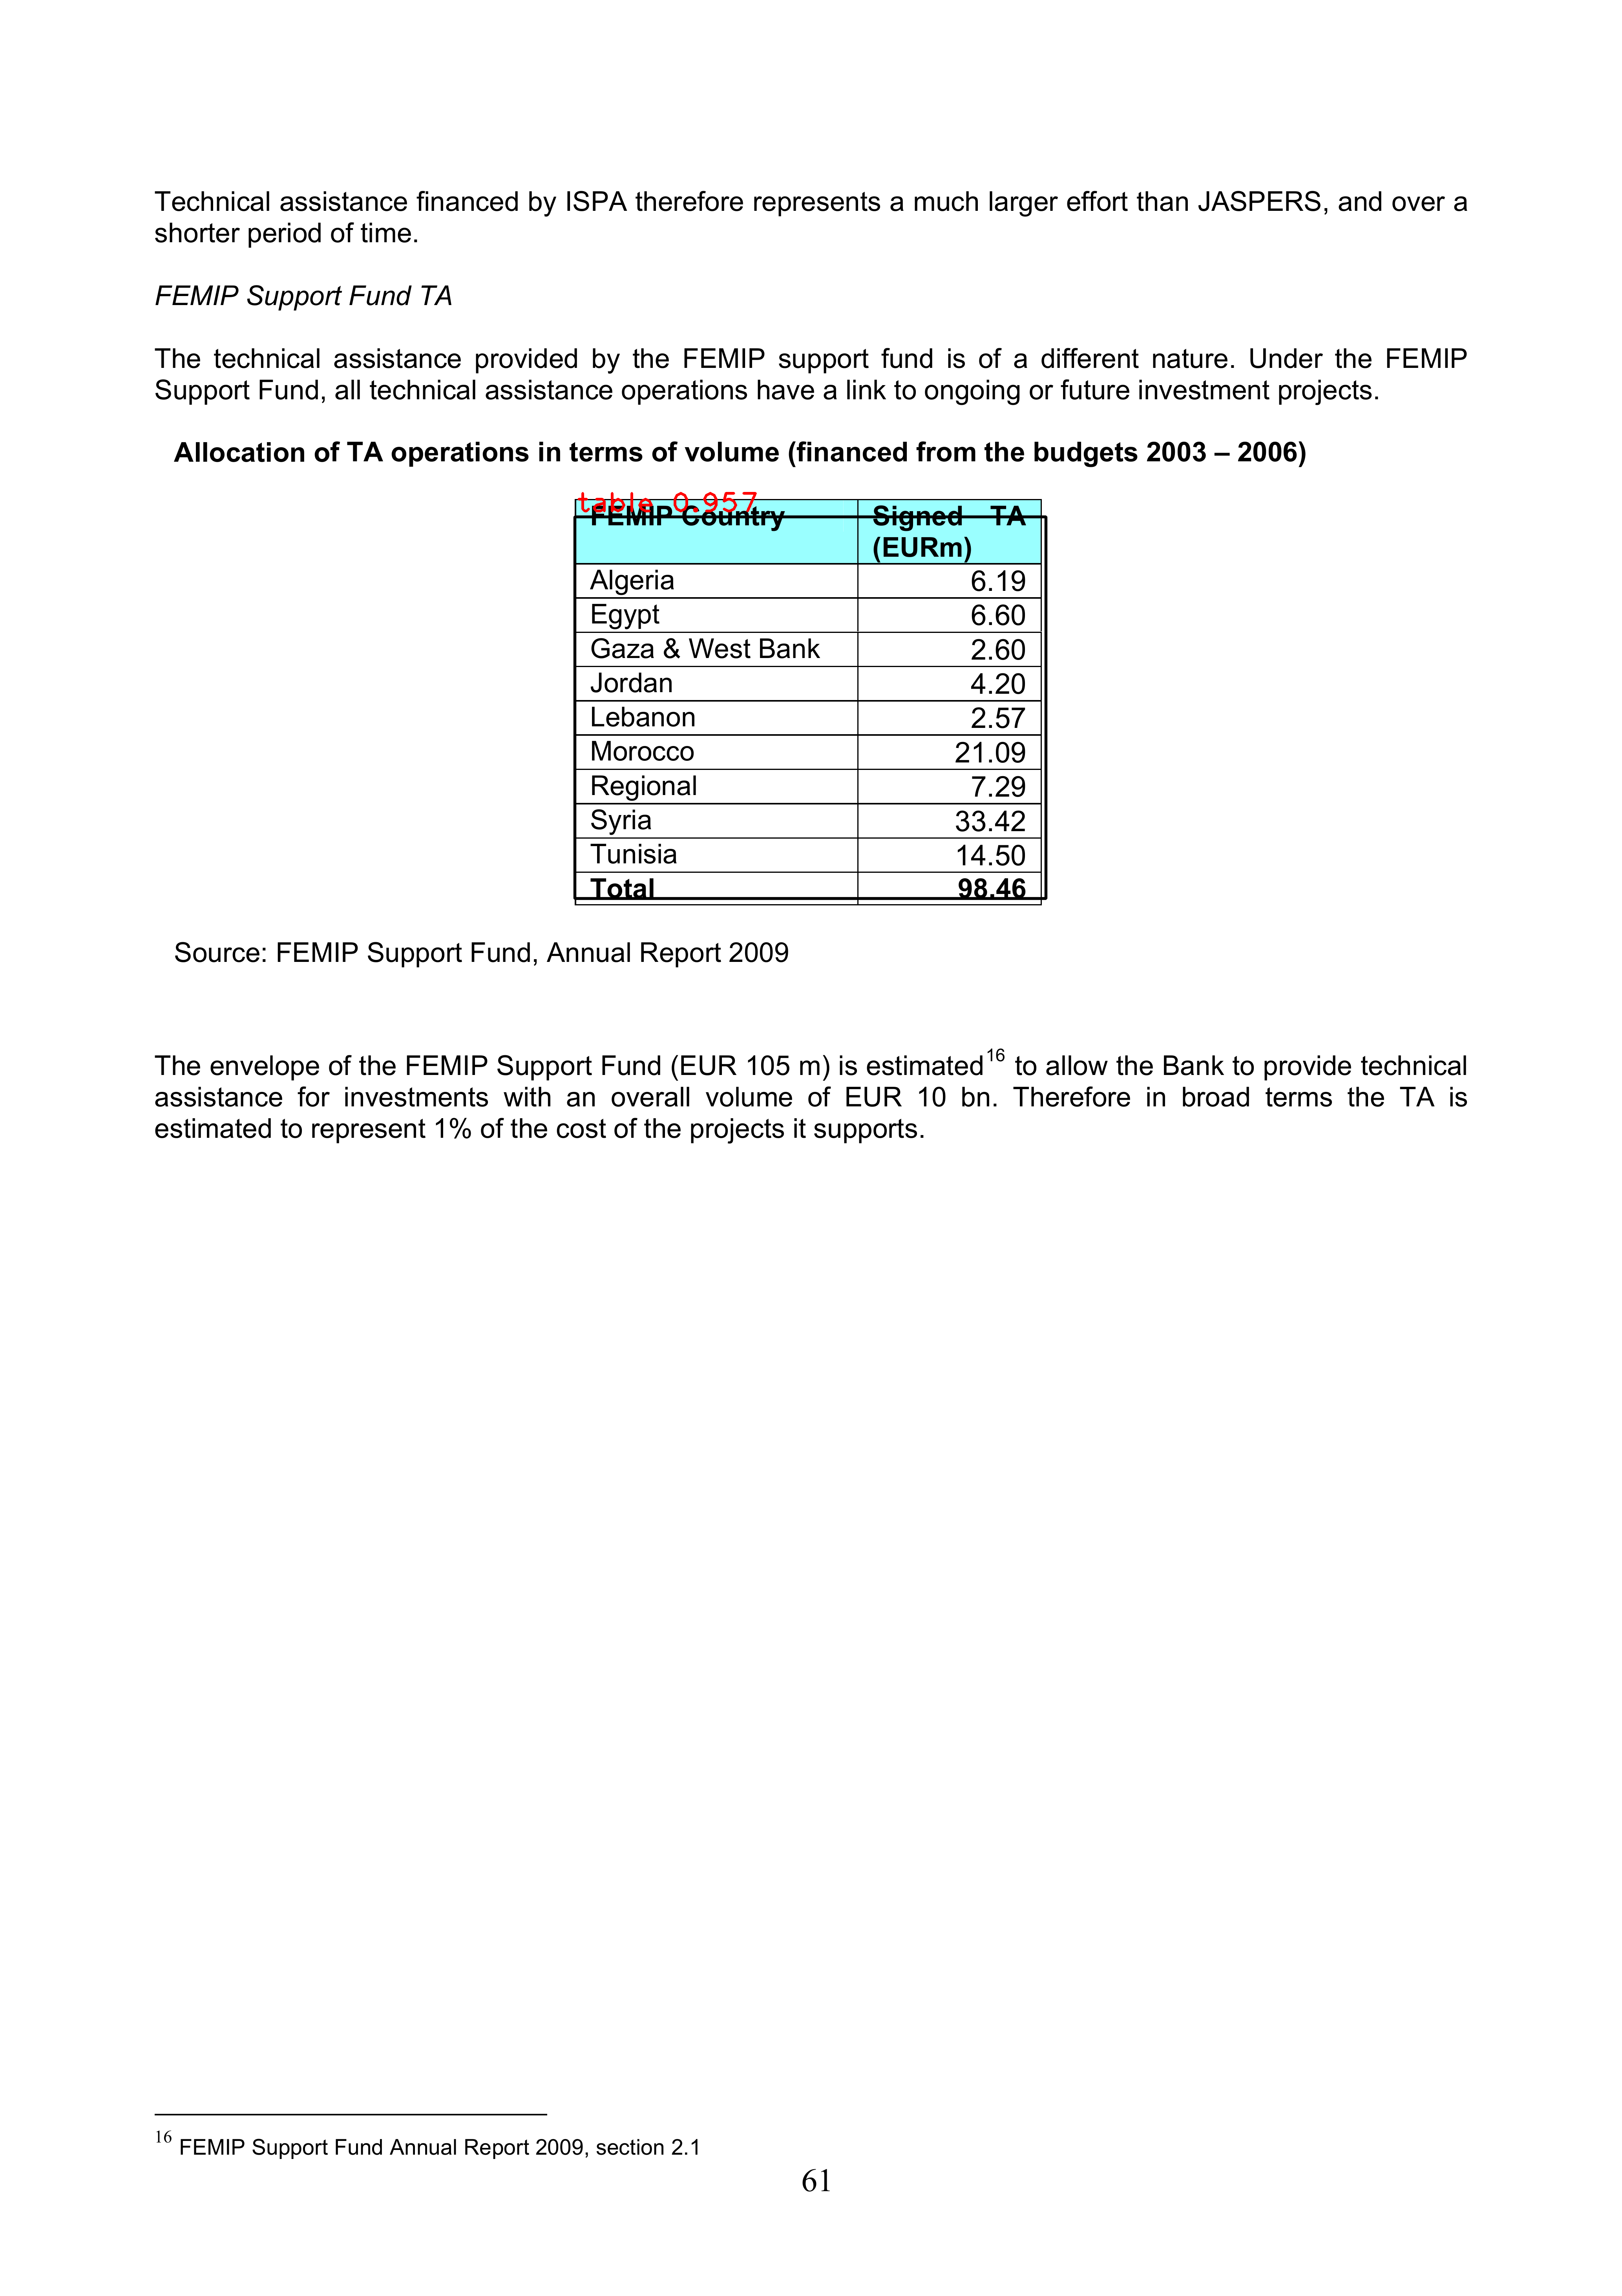 Technical assistance financed by ISPA therefore represents a much larger effort than JASPERS, and over a
shorter period of time.
FEMIP Support Fund TA
The technical assistance provided by the FEMIP support fund is of a different nature. Under the FEMIP
Support Fund, all technical assistance operations have a link to ongoing or future investment projects.
Allocation of TA operations in terms of volume (financed from the budgets 2003 – 2006)
table 0.957
FEMIP Country Signed TA
(EURm)
Algeria 6.19
Egypt 6.60
Gaza & West Bank 2.60
Jordan 4.20
Lebanon 2.57
Morocco 21.09
Regional 7.29
Syria 33.42
Tunisia 14.50
Total 98.46
Source: FEMIP Support Fund, Annual Report 2009
The envelope of the FEMIP Support Fund (EUR 105 m) is estimated16 to allow the Bank to provide technical
assistance for investments with an overall volume of EUR 10 bn. Therefore in broad terms the TA is
estimated to represent 1% of the cost of the projects it supports.
16 FEMIP Support Fund Annual Report 2009, section 2.1
61